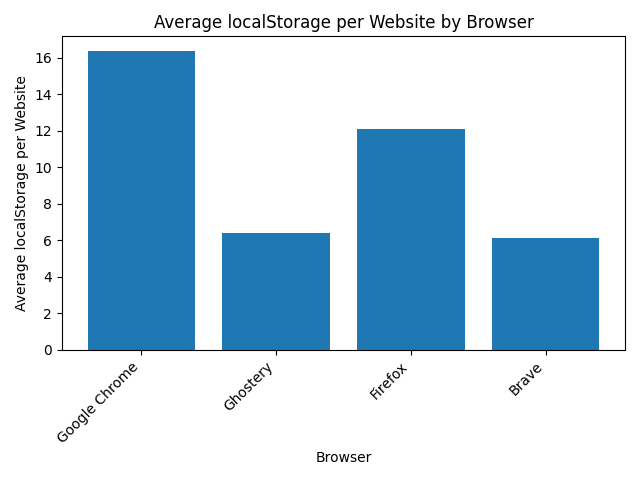 Average localStorage per Website by Browser
Average localStorage per Website
16
14
12
10
8
6
4
2
0
Google Chrome
Ghostery
Firefox
Brave
Browser